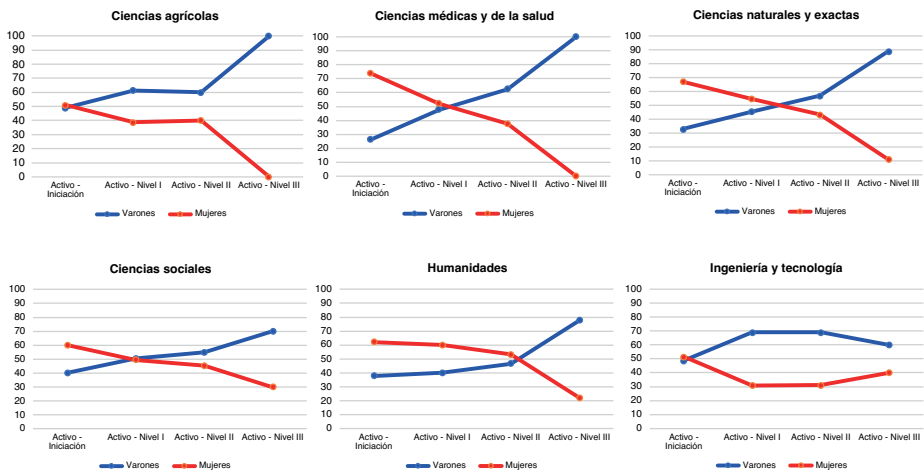 Ciencias agrícolas
100
90
80
70
60
50
40
30
20
10
0
Activo -
Iniciación
Activo - Nivel I
Activo - Nivel II
Activo - Nivel III
Varones
Mujeres
Ciencias médicas y de la salud
100
90
80
70
60
50
40
30
20
10
0
Activo -
Iniciación
Activo - Nivel I
Activo - Nivel II
Activo - Nivel III
Varones
Mujeres
Ciencias naturales y exactas
100
90
80
70
60
50
40
30
20
10
0
Activo -
Iniciación
Activo - Nivel I
Activo - Nivel II
Activo - Nivel III
Varones
Mujeres
Ciencias sociales
100
90
80
70
60
50
40
30
20
10
0
Activo -
Iniciación
Activo - Nivel I
Activo - Nivel II
Activo - Nivel III
Varones
Mujeres
Humanidades
100
90
80
70
60
50
40
30
20
10
0
Activo -
Iniciación
Activo - Nivel I
Activo - Nivel II
Activo - Nivel III
Varones
Mujeres
Ingeniería y tecnología
100
90
80
70
60
50
40
30
20
10
0
Activo -
Iniciación
Activo - Nivel I
Activo - Nivel II
Activo - Nivel III
Varones
Mujeres